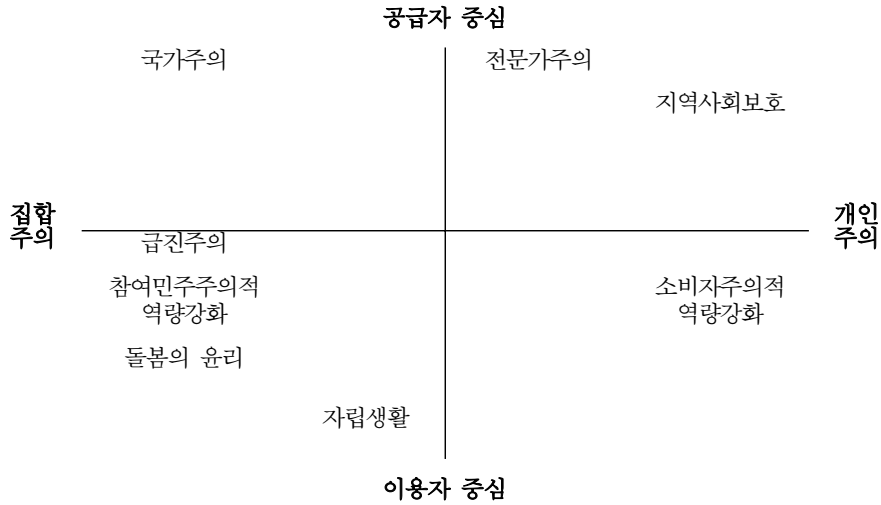 공급자 중심
국가주의
전문가주의
지역사회보호
집합
주의
개인
주의
급진주의
참여민주주의적
역량강화
소비자주의적
역량강화
돌봄의 윤리
자립생활
이용자 중심